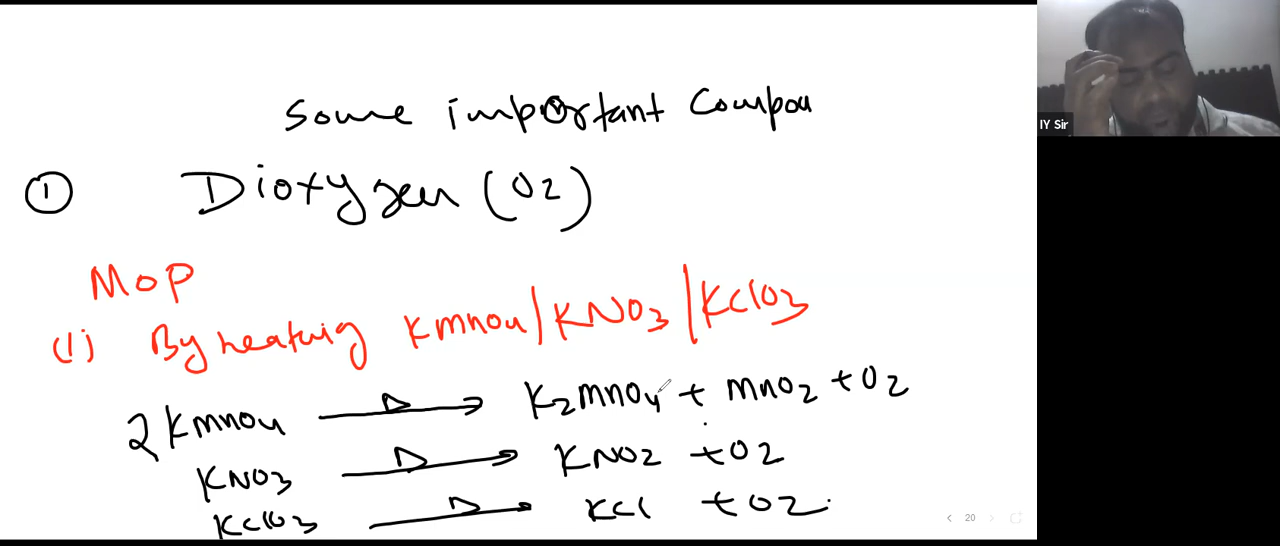 Some important Compou
① Dioxygen (O2)
MOP
(1) By heating KMnO4/KNO3/KClO3
2KMnO4 Δ→ K2MnO4 + MnO2 + O2
KNO3 Δ→ KNO2 + O2
KClO3 Δ→ KCl + O2
IY Sir
20